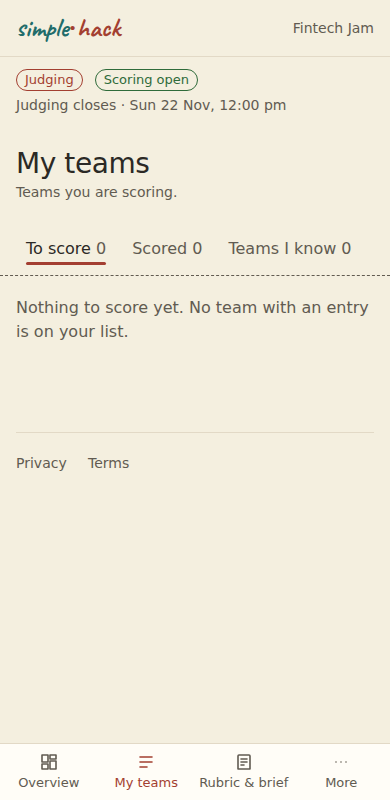 simple hack
Fintech Jam
Judging
Scoring open
Judging closes · Sun 22 Nov, 12:00 pm
My teams
Teams you are scoring.
To score 0
Scored 0
Teams I know 0
Nothing to score yet. No team with an entry
is on your list.
Privacy
Terms
Overview
My teams
Rubric & brief
More